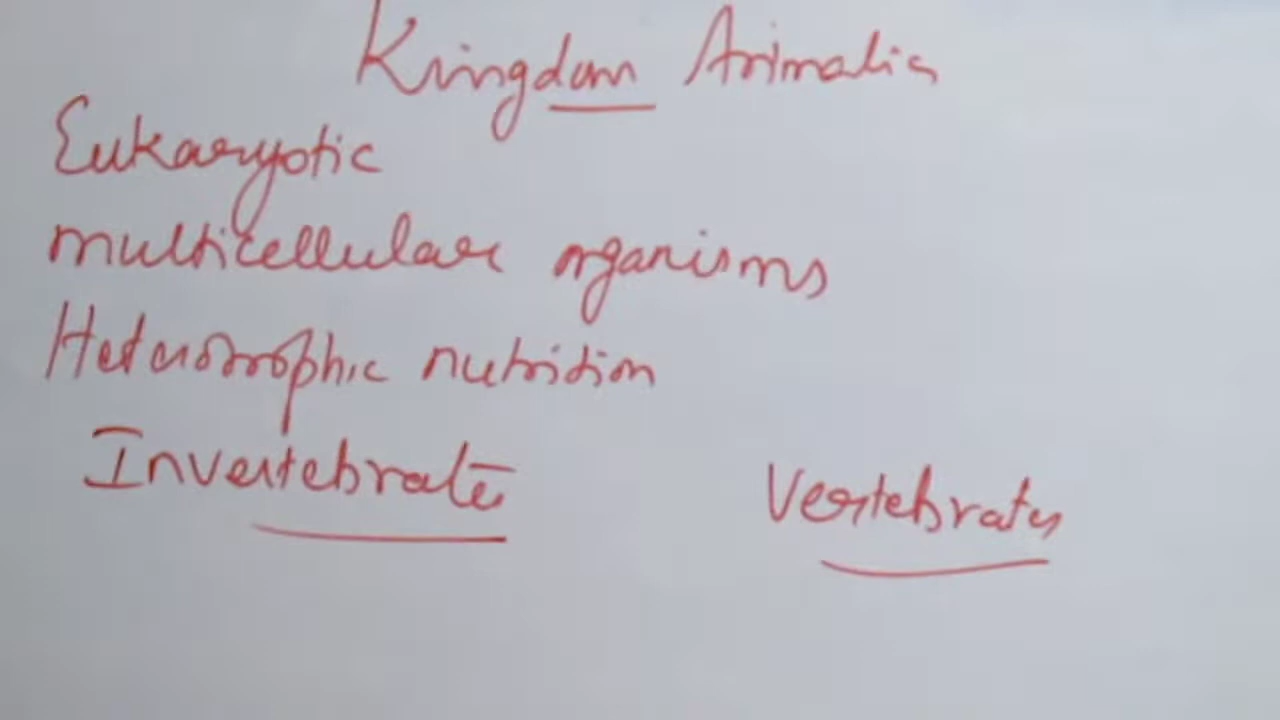 Kingdom Animalia
Eukaryotic
multicellular organisms
Heterotrophic nutrition
Invertebrate Vertebrates